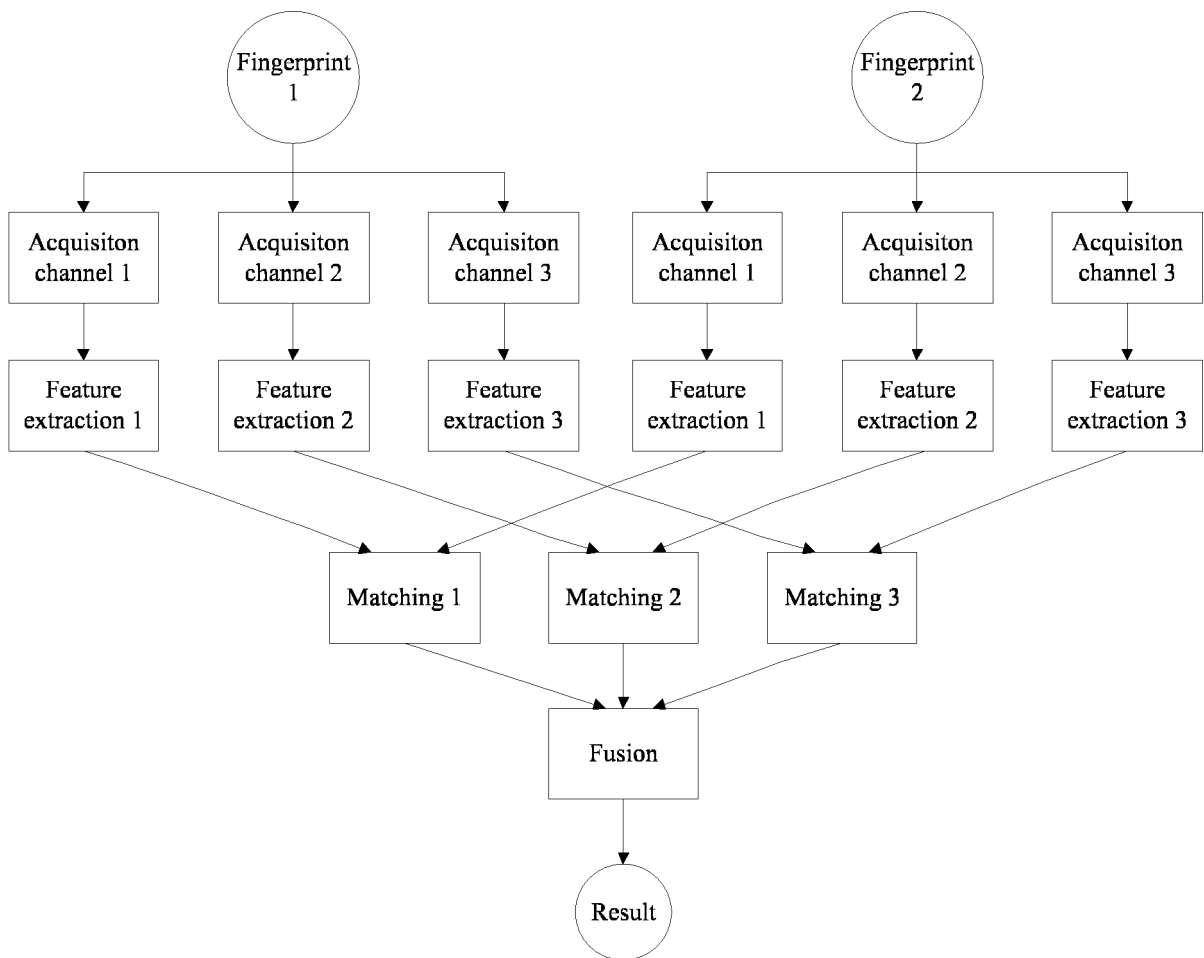 Fingerprint
1
Fingerprint
2
Acquisiton
channel 1
Acquisiton
channel 2
Acquisiton
channel 3
Acquisiton
channel 1
Acquisiton
channel 2
Acquisiton
channel 3
Feature
extraction 1
Feature
extraction 2
Feature
extraction 3
Feature
extraction 1
Feature
extraction 2
Feature
extraction 3
Matching 1
Matching 2
Matching 3
Fusion
Result